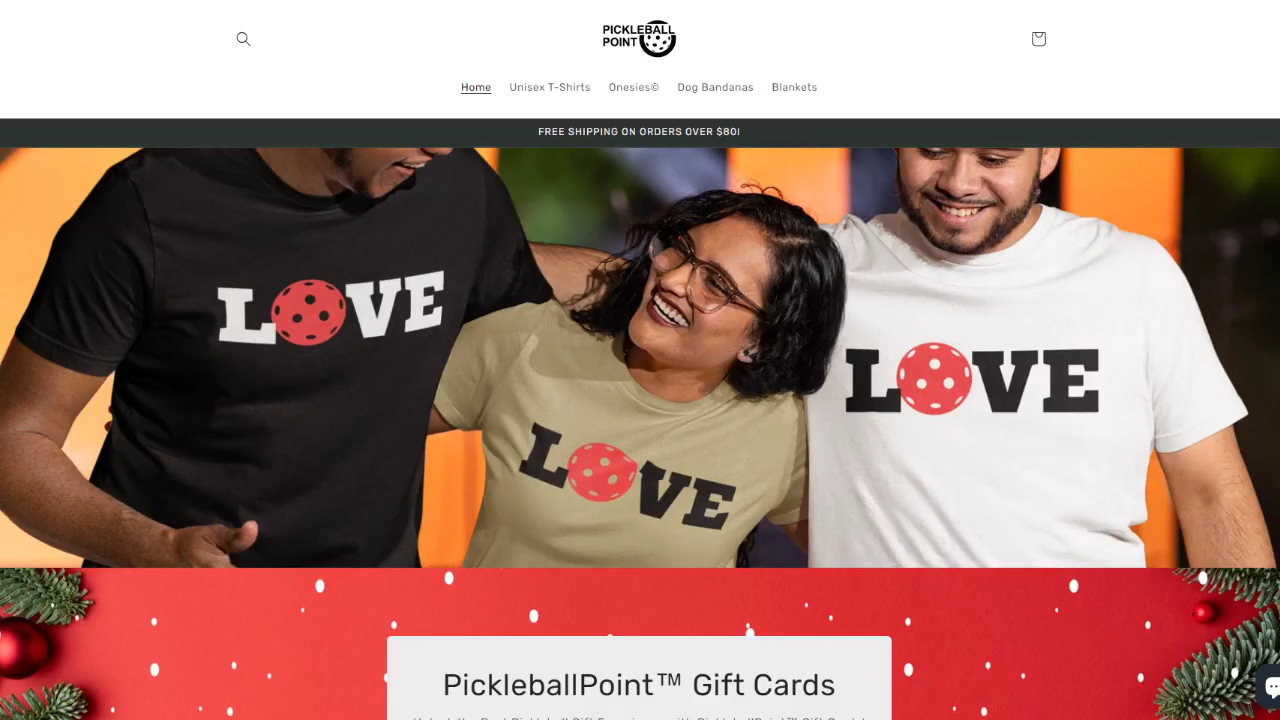 PICKLEBALL
POINT
Home Unisex T-Shirts Onesies© Dog Bandanas Blankets
FREE SHIPPING ON ORDERS OVER $80!
LOVE
LOVE
LOVE
PickleballPoint™ Gift Cards